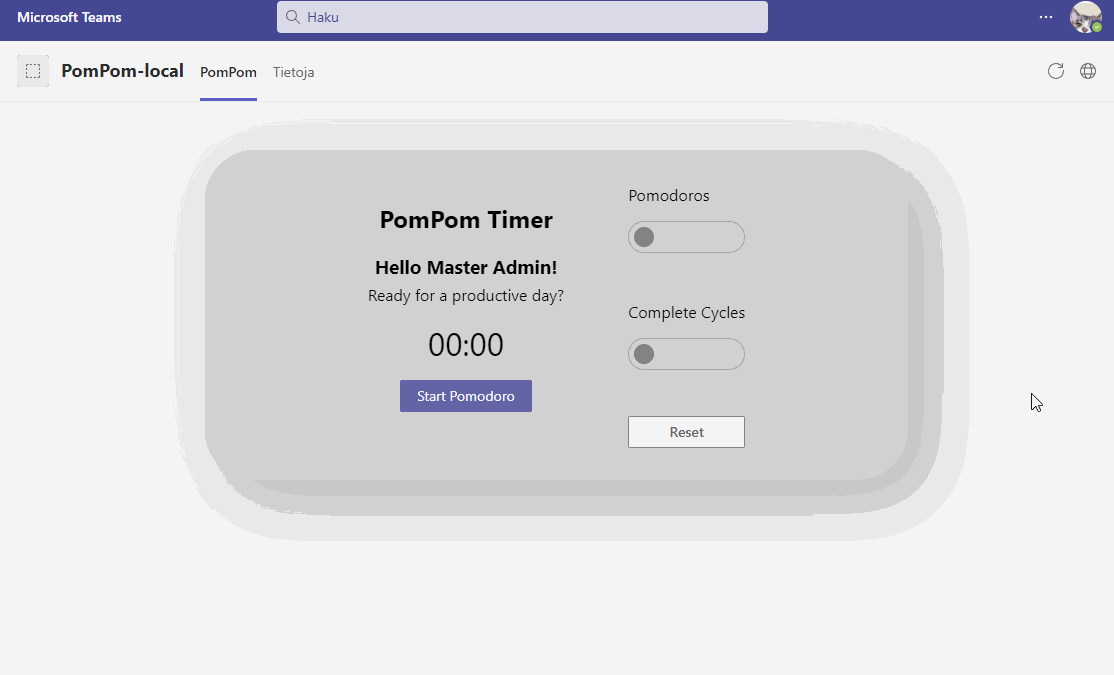 Microsoft Teams
Haku
PomPom-local
PomPom
Tietoja
PomPom Timer
Hello Master Admin!
Ready for a productive day?
00:00
Start Pomodoro
Pomodoros
Complete Cycles
Reset